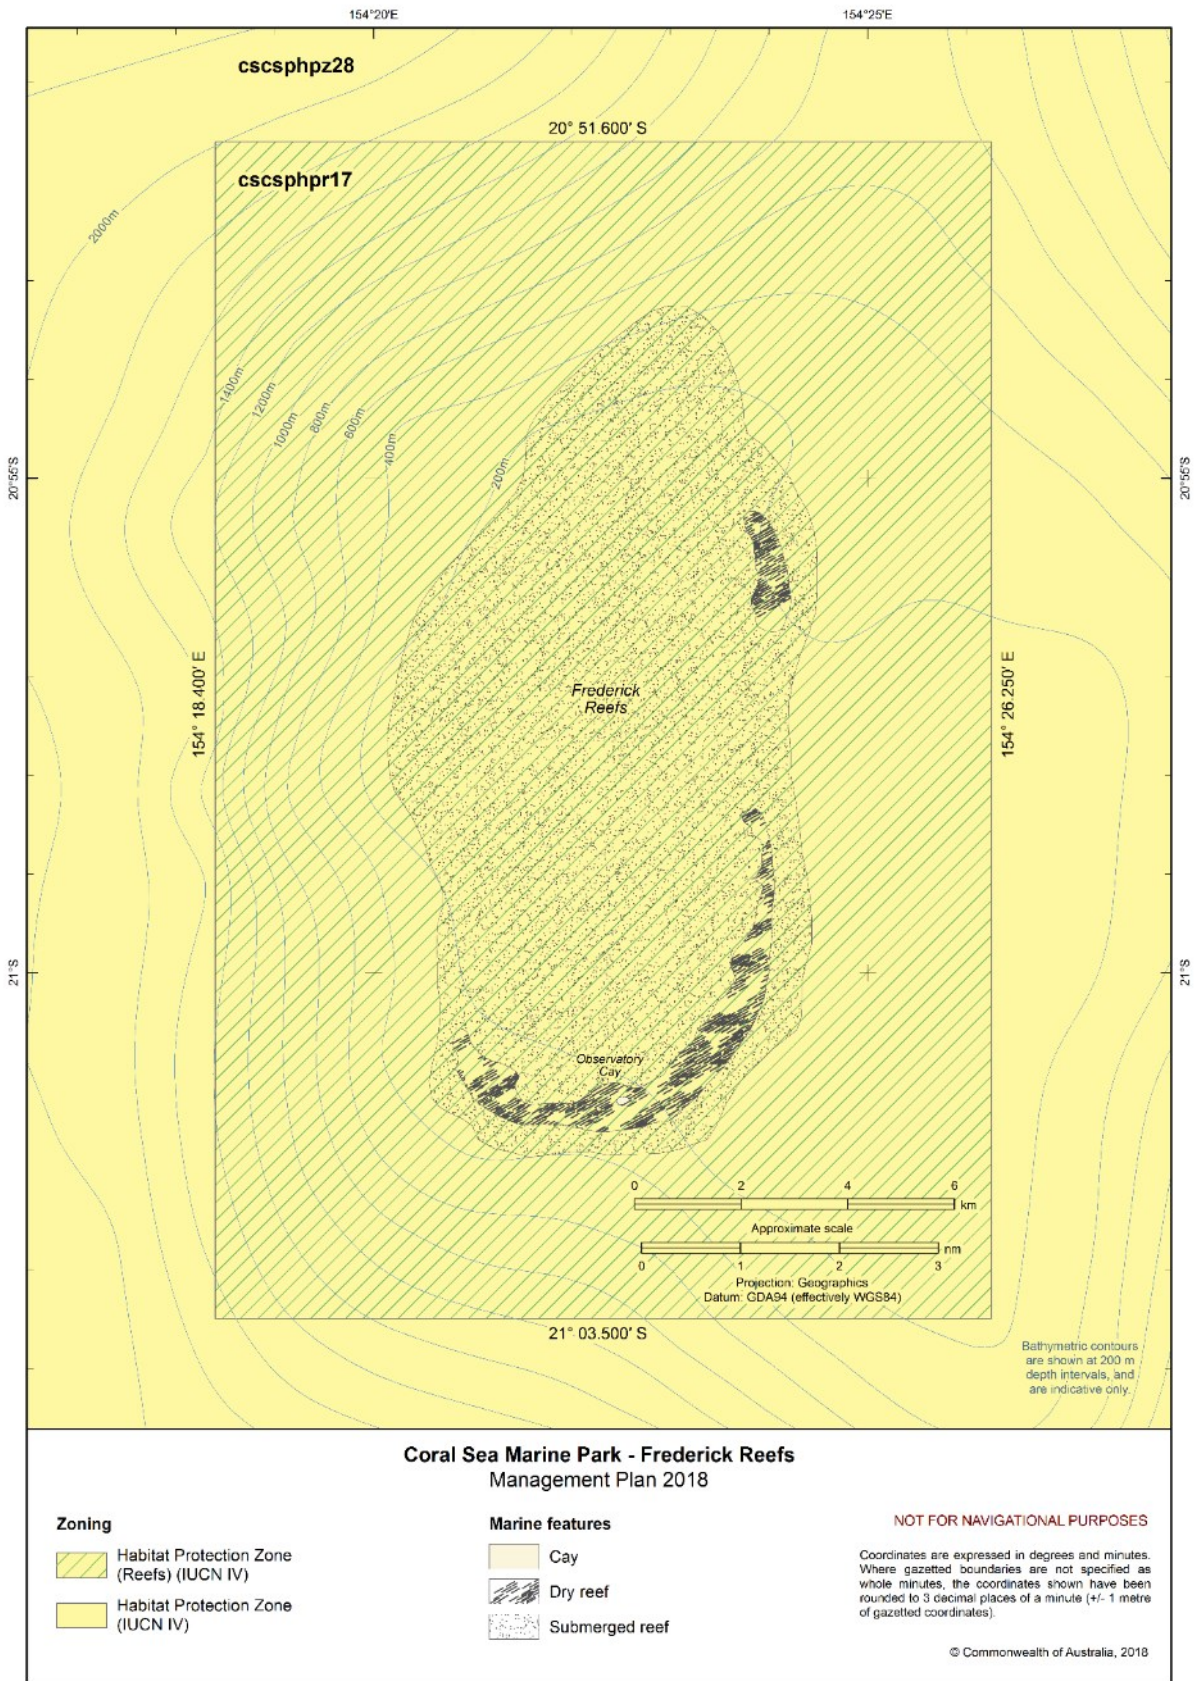 154°20'E
154°25'E
cscsphpz28
20° 51.600' S
cscsphpr17
2000m
1400m
1200m
1000m
800m
600m
400m
200m
20°55'S
20°55'S
Frederick
Reefs
154° 18.400' E
154° 26.250' E
21°S
21°S
Observatory
Cay
0 2 4 6
km
Approximate scale
nm
0 1 2 3
Projection: Geographics
Datum: GDA94 (effectively WGS84)
21° 03.500' S
Bathymetric contours
are shown at 200 m
depth intervals, and
are indicative only.
Coral Sea Marine Park - Frederick Reefs
Management Plan 2018
Zoning
Habitat Protection Zone
(Reefs) (IUCN IV)
Habitat Protection Zone
(IUCN IV)
Marine features
Cay
Dry reef
Submerged reef
NOT FOR NAVIGATIONAL PURPOSES
Coordinates are expressed in degrees and minutes.
Where gazetted boundaries are not specified as
whole minutes, the coordinates shown have been
rounded to 3 decimal places of a minute (+/- 1 metre
of gazetted coordinates).
© Commonwealth of Australia, 2018